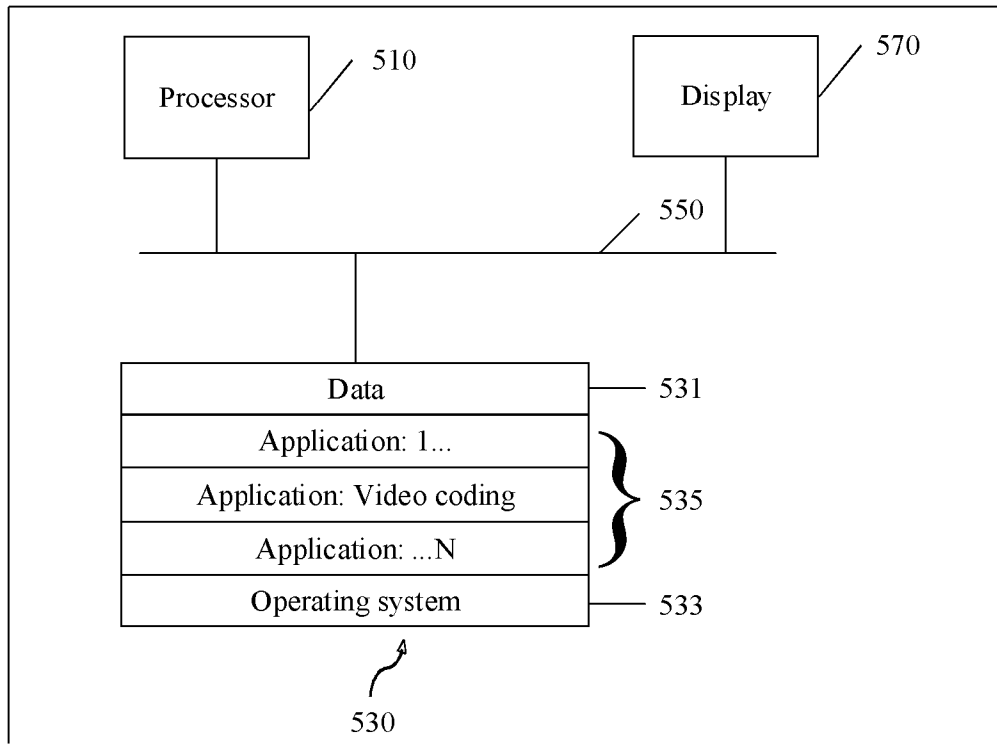 Processor
510
Display
570
550
Data
531
Application: 1...
Application: Video coding
535
Application: ...N
Operating system
533
530